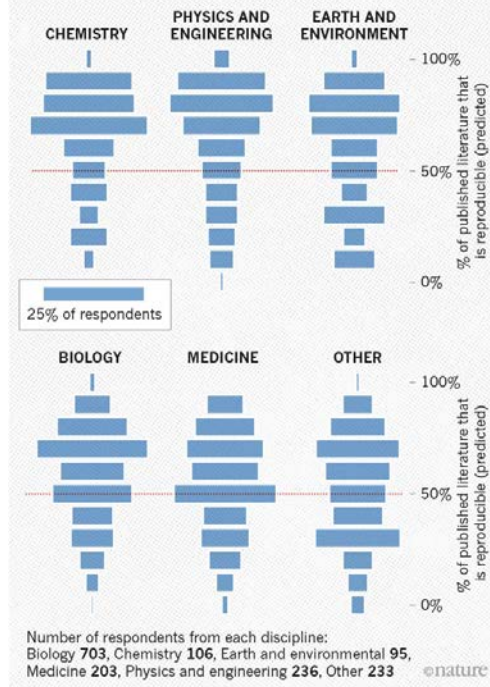 CHEMISTRY
PHYSICS AND
ENGINEERING
EARTH AND
ENVIRONMENT
100%
50%
0%
% of published literature that
is reproducible (predicted)
25% of respondents
BIOLOGY
MEDICINE
OTHER
100%
50%
0%
% of published literature that
is reproducible (predicted)
Number of respondents from each discipline:
Biology 703, Chemistry 106, Earth and environmental 95,
Medicine 203, Physics and engineering 236, Other 233
©nature